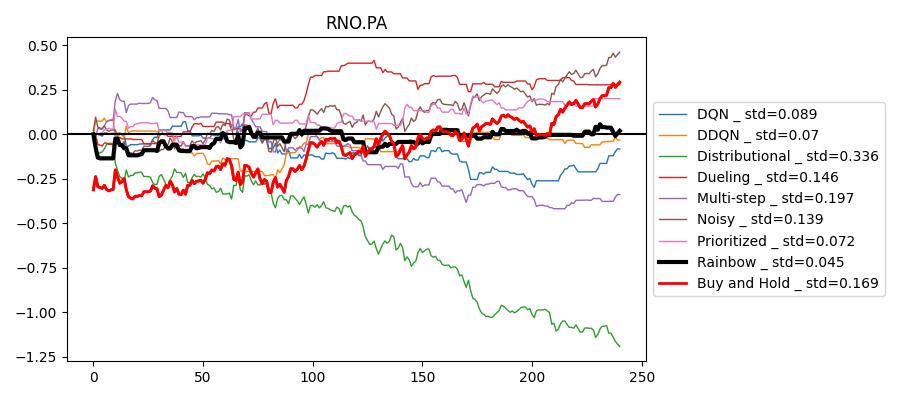 RNO.PA
0.50
0.25
0.00
−0.25
−0.50
−0.75
−1.00
−1.25
0
50
100
150
200
250
DQN _ std=0.089
DDQN _ std=0.07
Distributional _ std=0.336
Dueling _ std=0.146
Multi-step _ std=0.197
Noisy _ std=0.139
Prioritized _ std=0.072
Rainbow _ std=0.045
Buy and Hold _ std=0.169